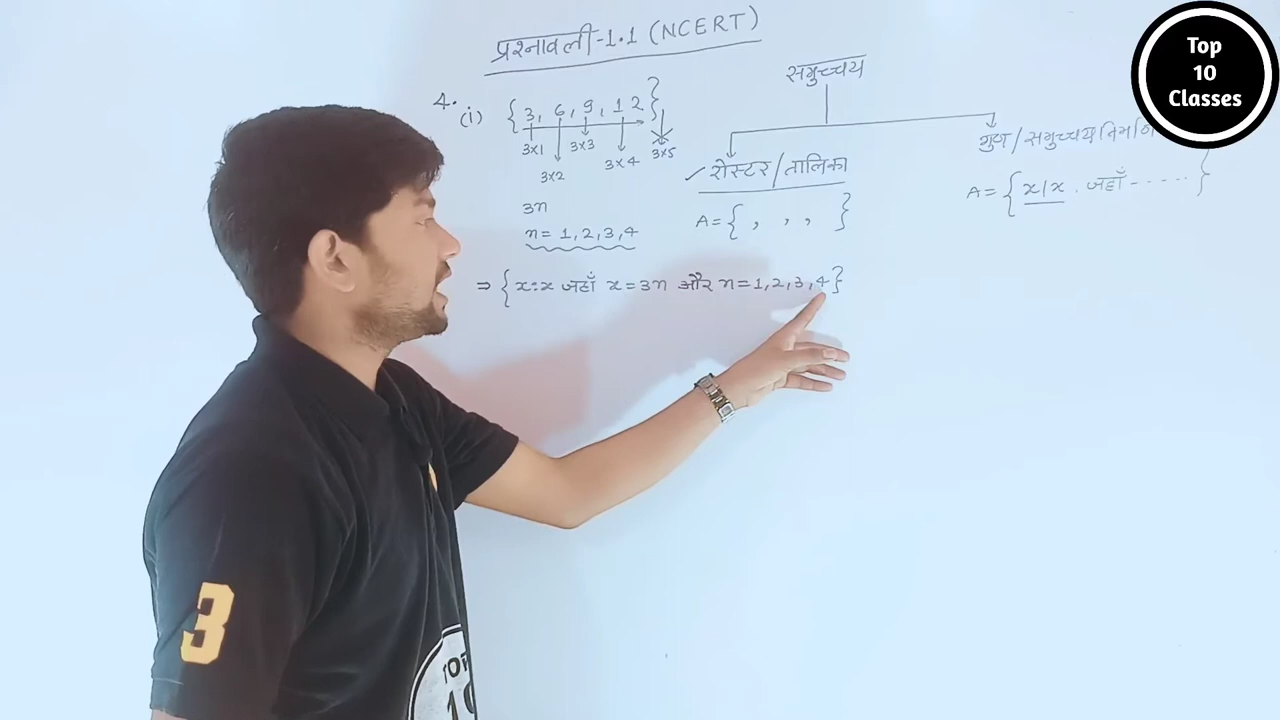 प्रश्नावली-1.1 (NCERT)
4. (i) {3, 6, 9, 12}
3x1 3x3 3x5
3x2 3x4
3n
n = 1,2,3,4
⇒ {x:x जहाँ x=3n और n=1,2,3,4}
समुच्चय
✓ रोस्टर/तालिका
A={ , , , }
गुण/समुच्चय निर्माण
A={x/x . जहाँ ------}
Top
10
Classes
3